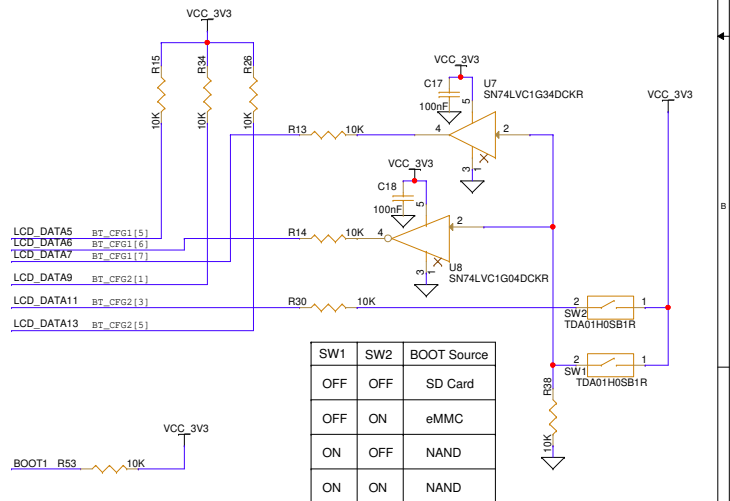 VCC_3V3
R15
R34
R26
10K
10K
10K
VCC_3V3
C17
100nF
U7
SN74LVC1G34DCKR
5
4
2
3
1
R13
10K
VCC_3V3
VCC_3V3
C18
100nF
5
4
2
3
1
U8
SN74LVC1G04DCKR
R14
10K
B
LCD_DATA5 BT_CFG1[5]
LCD_DATA6 BT_CFG1[6]
LCD_DATA7 BT_CFG1[7]
LCD_DATA9 BT_CFG2[1]
LCD_DATA11 BT_CFG2[3]
R30
10K
LCD_DATA13 BT_CFG2[5]
2
1
SW2
TDA01H0SB1R
2
1
SW1
TDA01H0SB1R
R38
10K
SW1 SW2 BOOT Source
OFF OFF SD Card
OFF ON eMMC
ON OFF NAND
ON ON NAND
VCC_3V3
BOOT1 R53 10K